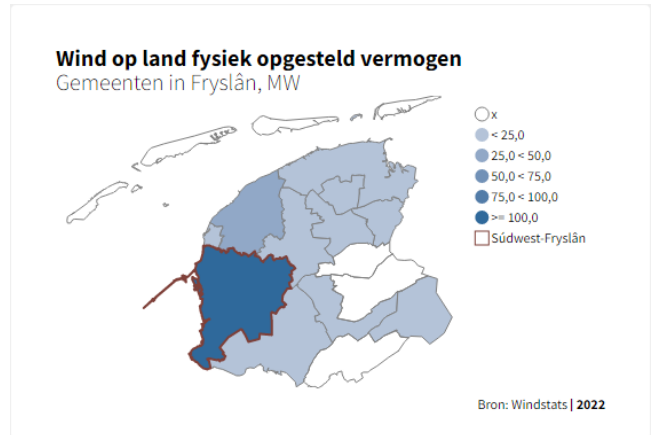 Wind op land fysiek opgesteld vermogen
Gemeenten in Fryslân, MW
x
< 25,0
25,0 < 50,0
50,0 < 75,0
75,0 < 100,0
>= 100,0
Súdwest-Fryslân
Bron: Windstats | 2022